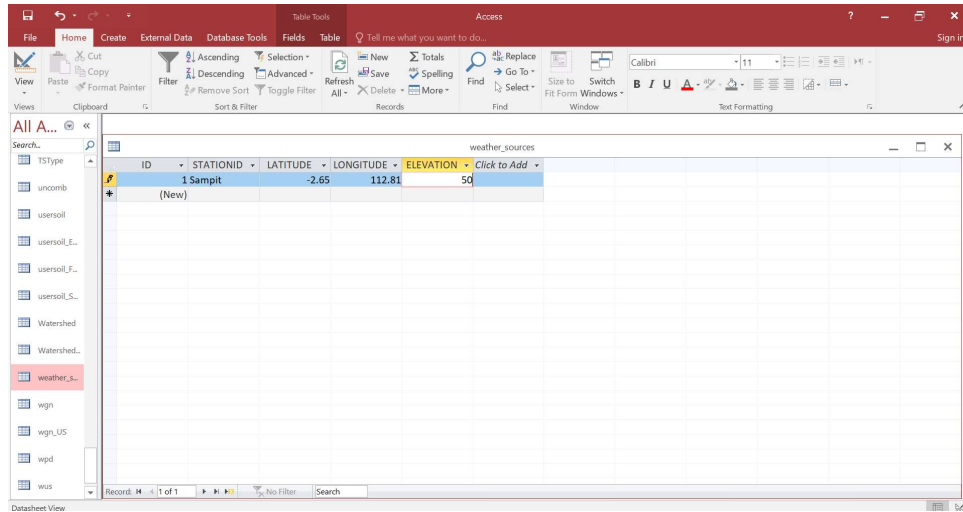 Table Tools
Access
?
File Home Create External Data Database Tools Fields Table Tell me what you want to do...
Sign in
View
Views
Paste
Cut
Copy
Format Painter
Clipboard
Filter
Ascending
Descending
Remove Sort
Selection
Advanced
Toggle Filter
Sort & Filter
Refresh
All
New
Save
Delete
Totals
Spelling
More
Records
Find
Replace
Go To
Select
Find
Size to
Fit Form
Switch
Windows
Window
Calibri 11
B I U A
Text Formatting
All A...
Search..
TSType
uncomb
usersoil
usersoil_E...
usersoil_F...
usersoil_S...
Watershed
Watershed...
weather_s...
wgn
wgn_US
wpd
wus
weather_sources
ID STATIONID LATITUDE LONGITUDE ELEVATION Click to Add
1 Sampit -2.65 112.81 50
(New)
Record: 1 of 1 No Filter Search
Datasheet View